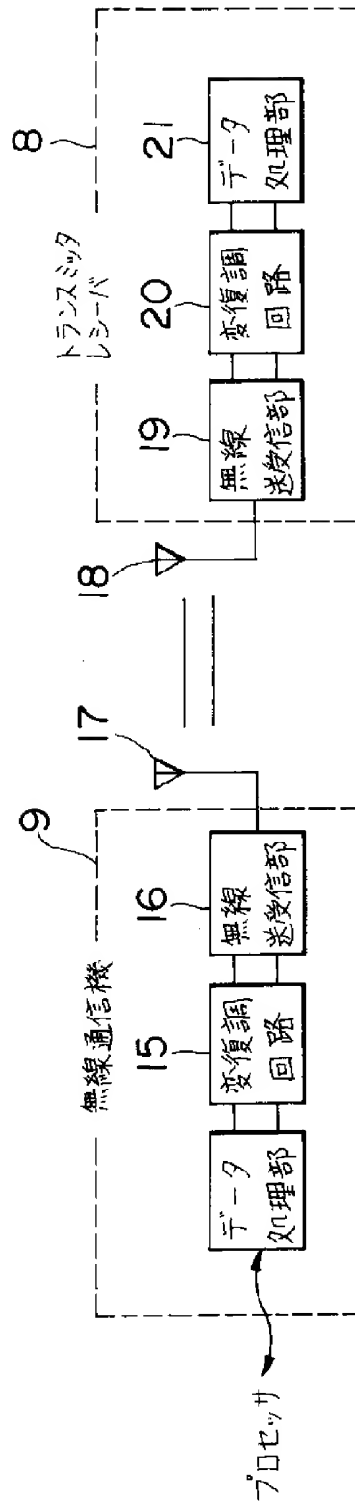 8
トランスミッタ
レシーバ
18
19
無線
送受信部
20
変復調
回路
21
データ
処理部
9
無線通信機
17
データ
処理部
15
変復調
回路
16
無線
送受信部
プロセッサ